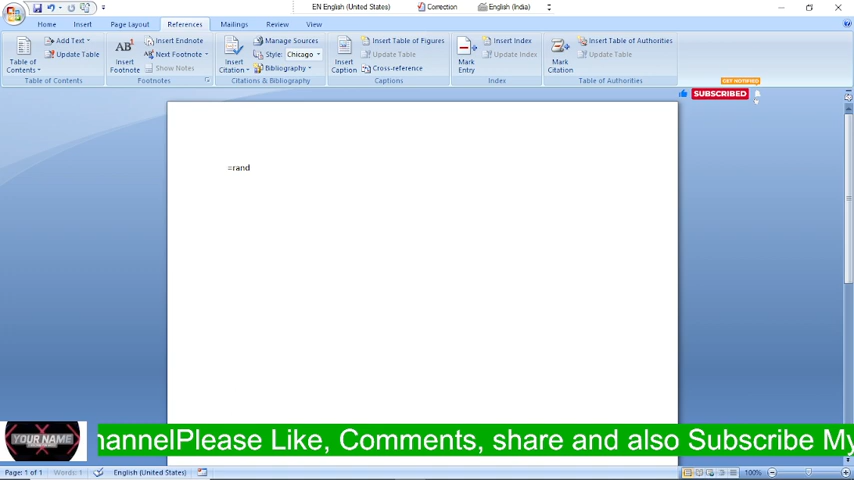 EN English (United States) Correction English (India)
Home Insert Page Layout References Mailings Review View
Table of Contents
Add Text
Update Table
Table of Contents
AB1
Insert Footnote
Insert Endnote
Next Footnote
Show Notes
Footnotes
Insert Citation
Manage Sources
Style: Chicago
Bibliography
Citations & Bibliography
Insert Caption
Insert Table of Figures
Update Table
Cross-reference
Captions
Mark Entry
Insert Index
Update Index
Index
Mark Citation
Insert Table of Authorities
Update Table
Table of Authorities
GET NOTIFIED
SUBSCRIBED
=rand
YOUR NAME
hannelPlease Like, Comments, share and also Subscribe My
Page: 1 of 1 Words: 1 English (United States) 100%